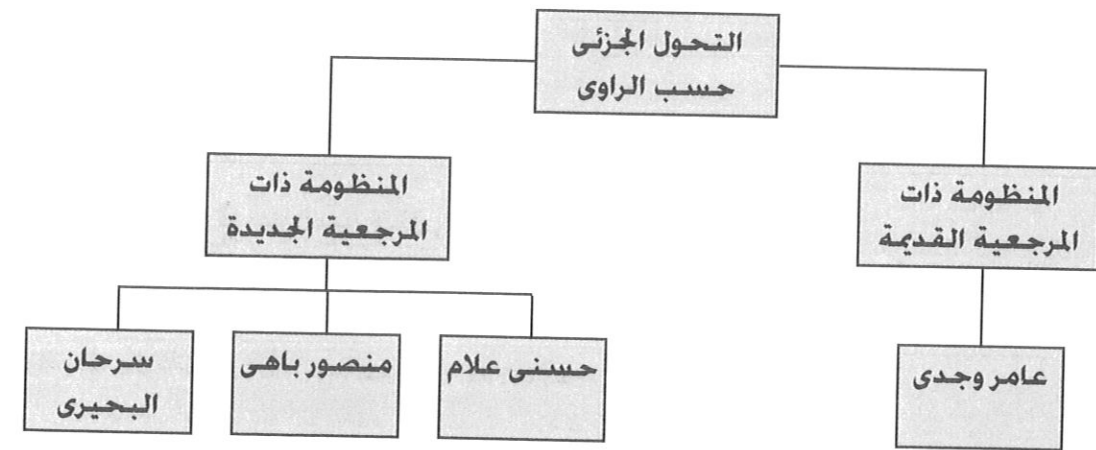 التحول الجزئى
حسب الراوى
المنظومة ذات
المرجعية القديمة
المنظومة ذات
المرجعية الجديدة
عامر وجدى
حسنى علام
منصور باهى
سرحان
البحيرى